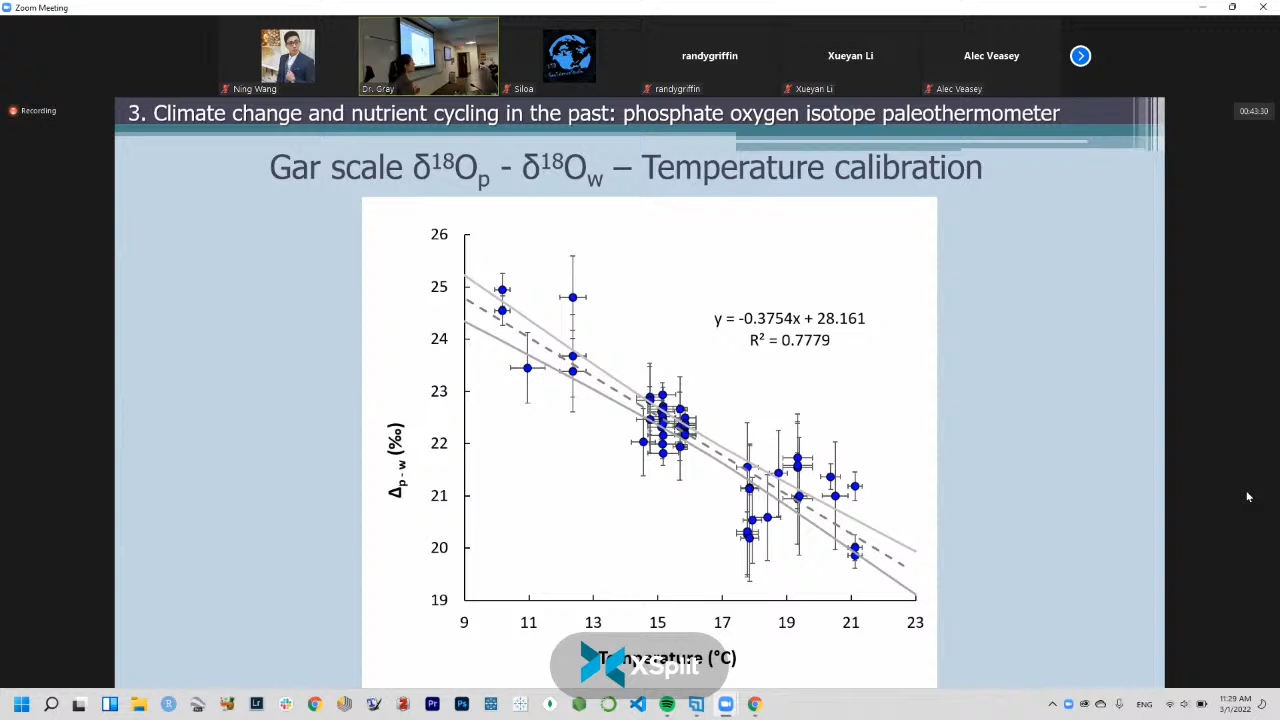 Zoom Meeting
randygriffin
Xueyan Li
Alec Veasey
Ning Wang
Dr. Gray
Siloa
randygriffin
Xueyan Li
Alec Veasey
Recording
00:43:30
3. Climate change and nutrient cycling in the past: phosphate oxygen isotope paleothermometer
Gar scale δ¹⁸Oₚ - δ¹⁸O_w – Temperature calibration
26
25
24
23
22
21
20
19
y = -0.3754x + 28.161
R² = 0.7779
Δp - w (‰)
9 11 13 15 17 19 21 23
Temperature (°C)
XSplit
ENG
11:29 AM
3/1/2022